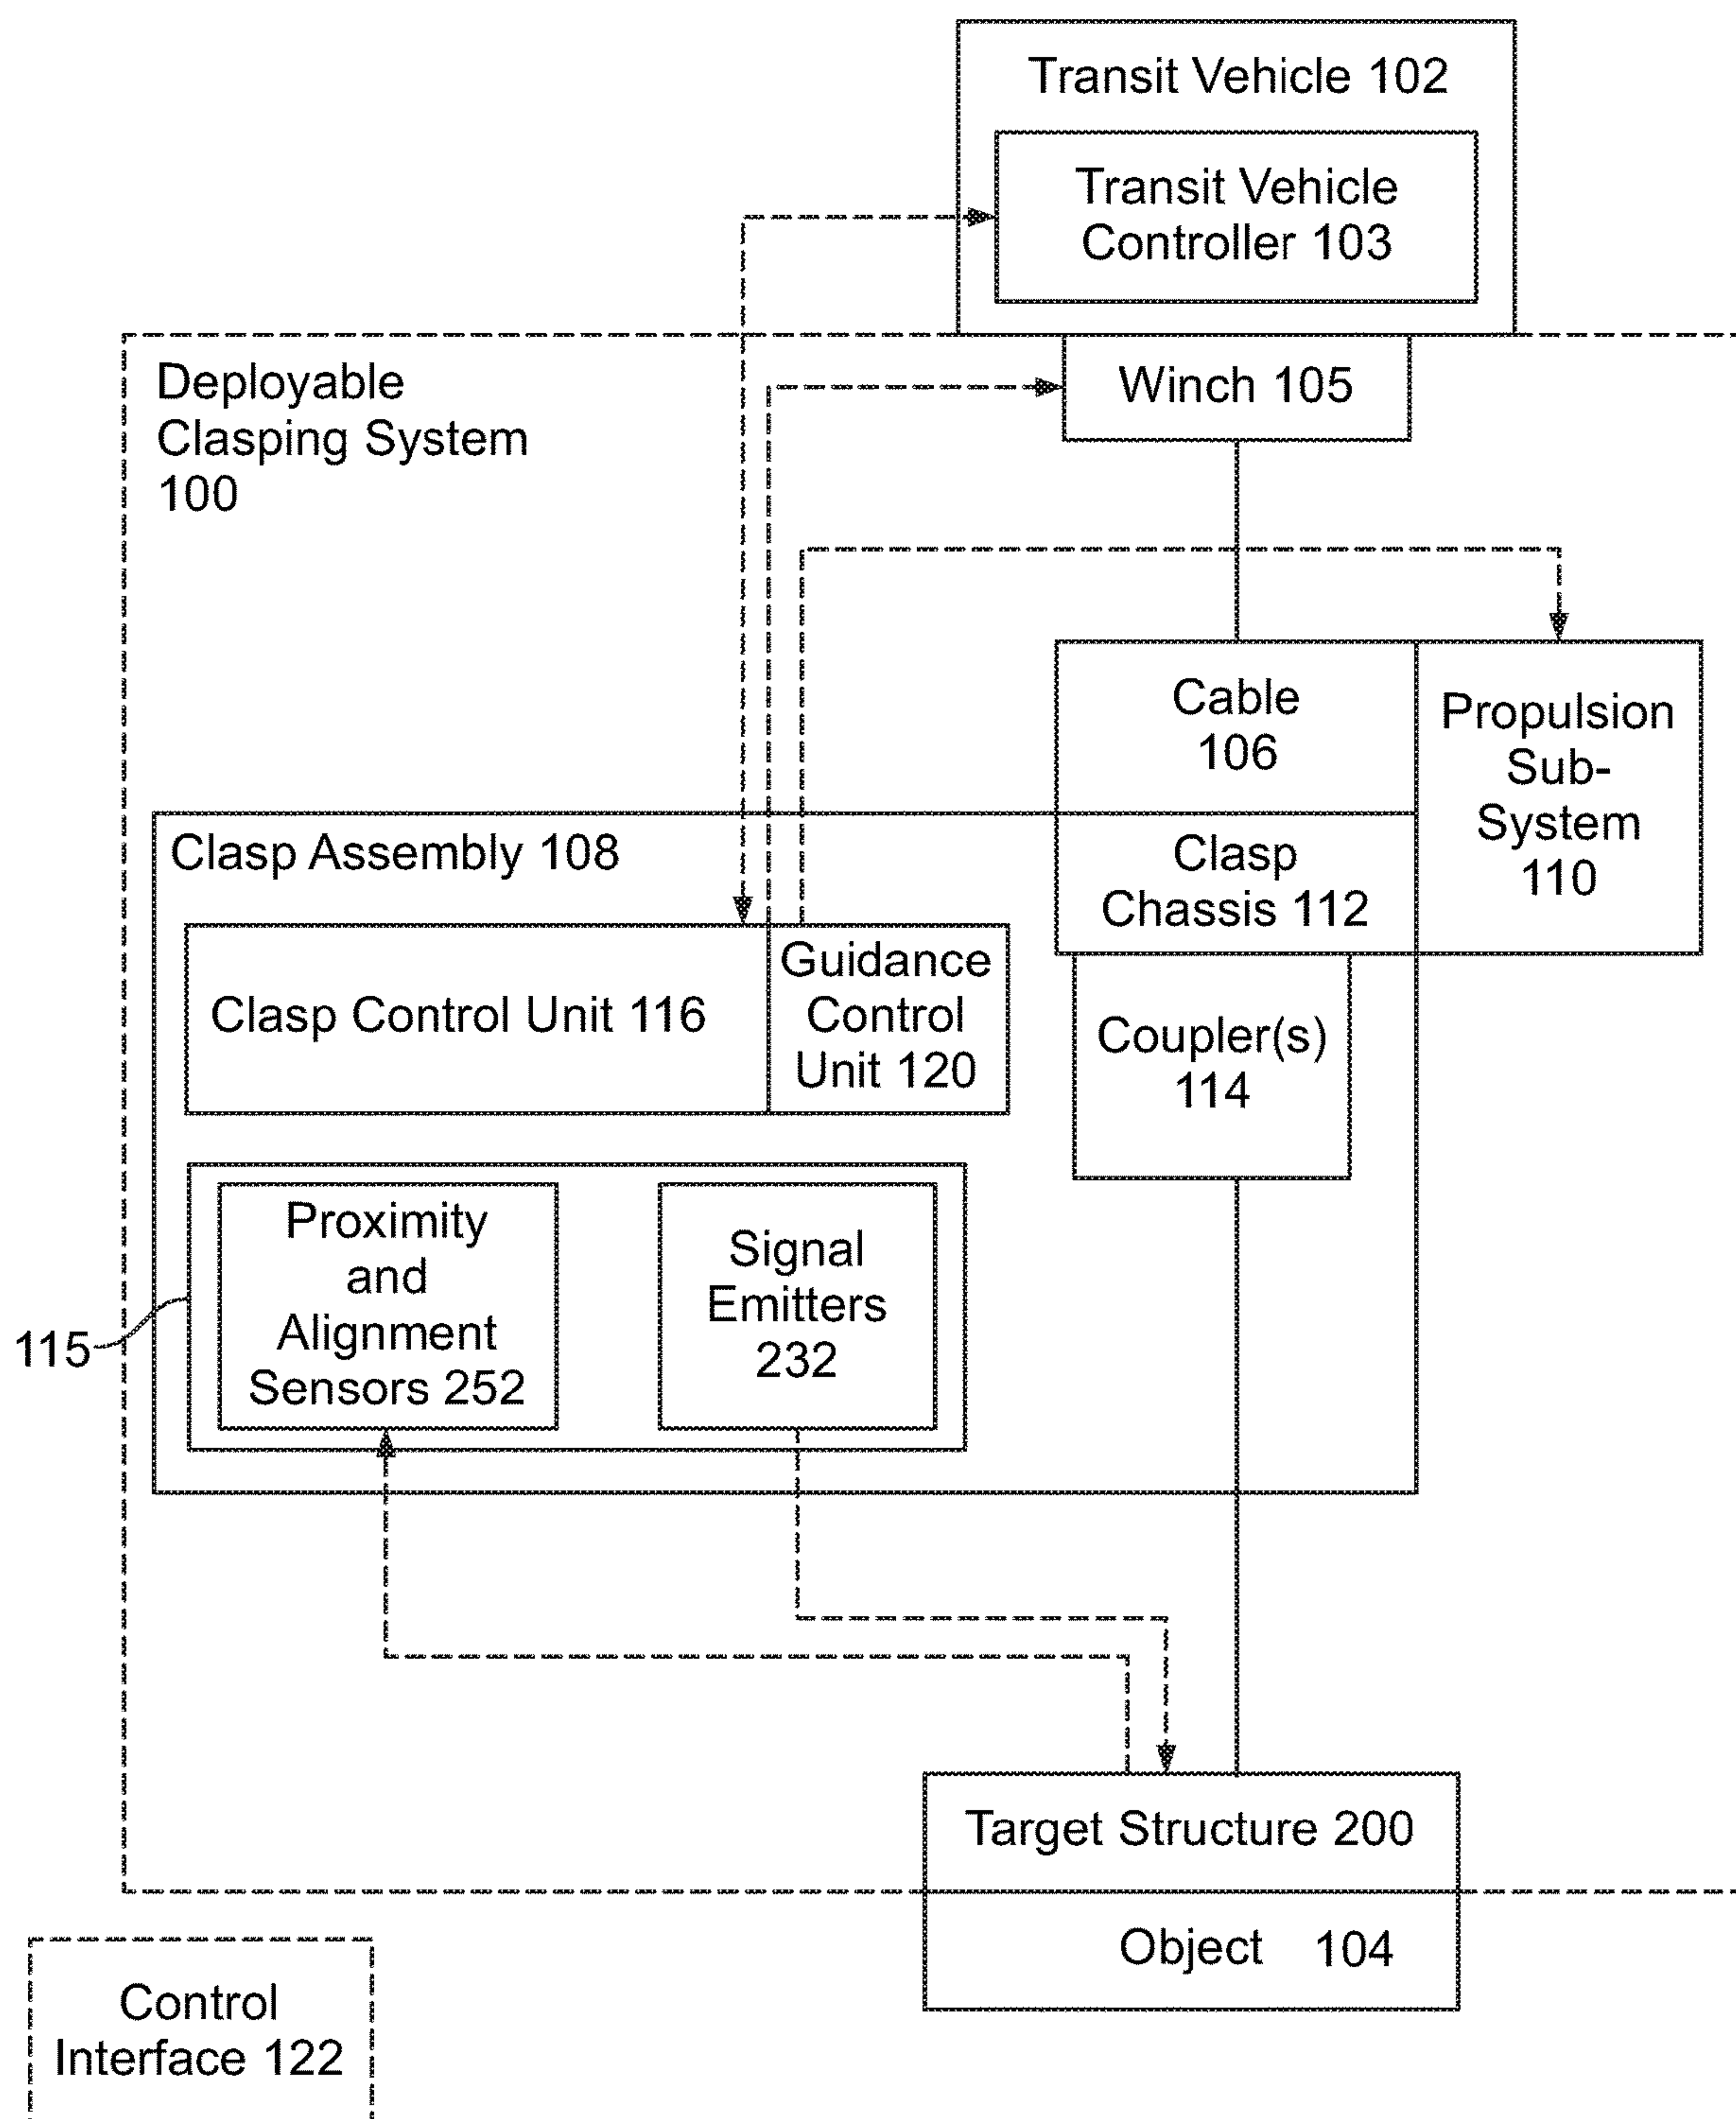 Transit Vehicle 102
Transit Vehicle
Controller 103
Deployable
Clasping System
100
Winch 105
Cable
106
Propulsion
Sub-
System
110
Clasp Assembly 108
Clasp
Chassis 112
Clasp Control Unit 116
Guidance
Control
Unit 120
Coupler(s)
114
Proximity
and
Alignment
Sensors 252
Signal
Emitters
232
115
Target Structure 200
Object 104
Control
Interface 122